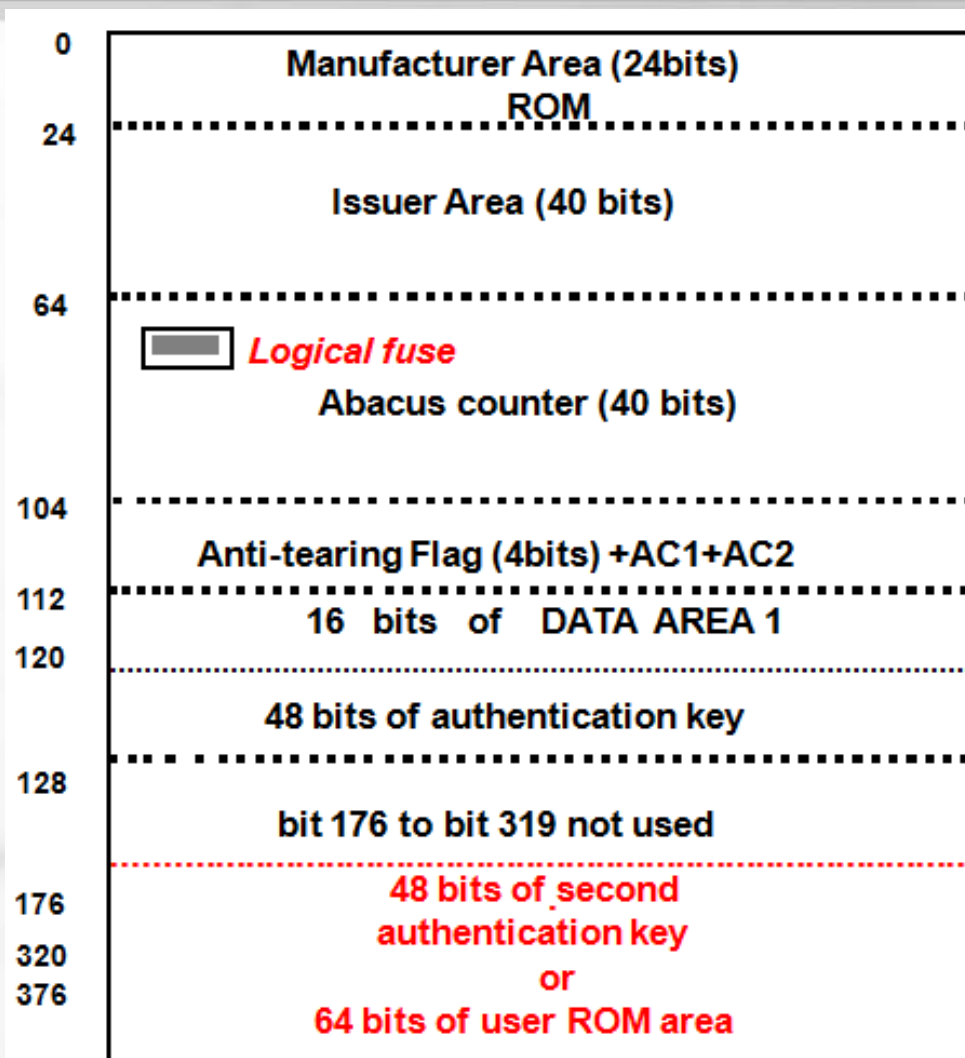 0
Manufacturer Area (24bits)
ROM
24
Issuer Area (40 bits)
64
Logical fuse
Abacus counter (40 bits)
104
Anti-tearing Flag (4bits) +AC1+AC2
112
16 bits of DATA AREA 1
120
48 bits of authentication key
128
bit 176 to bit 319 not used
176
48 bits of second
authentication key
320
or
376
64 bits of user ROM area